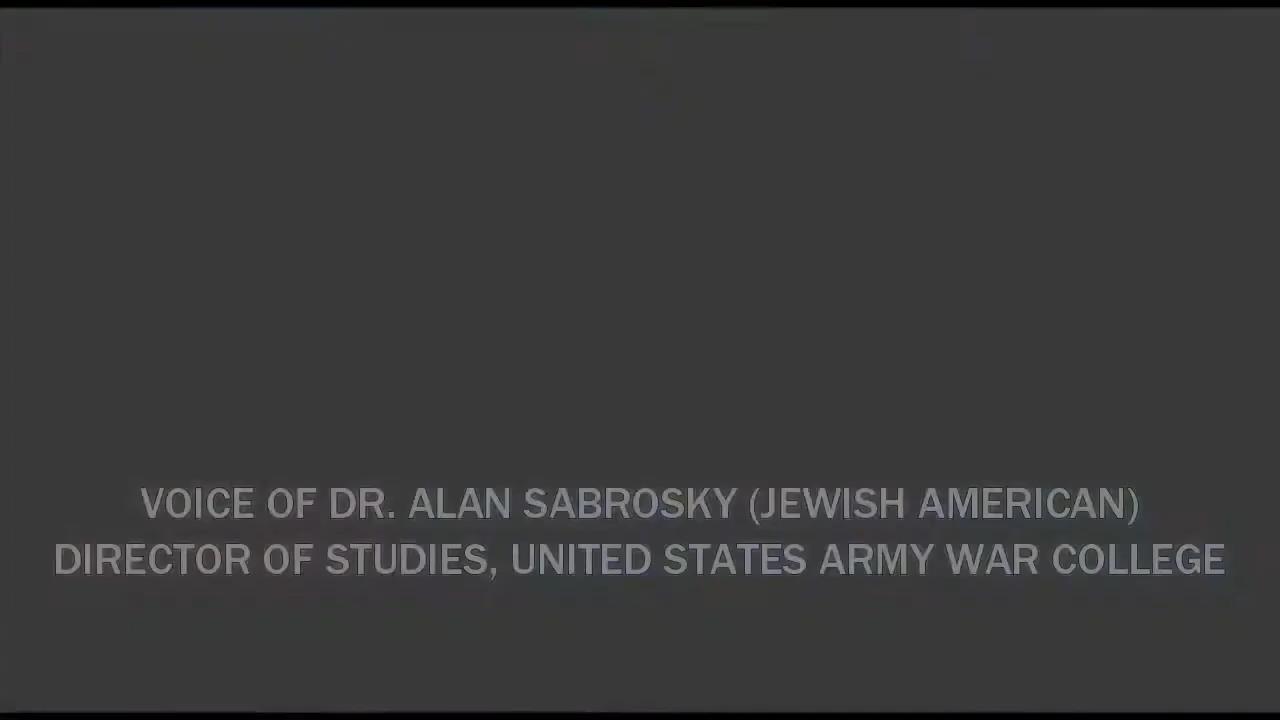 VOICE OF DR. ALAN SABROSKY (JEWISH AMERICAN)
DIRECTOR OF STUDIES, UNITED STATES ARMY WAR COLLEGE